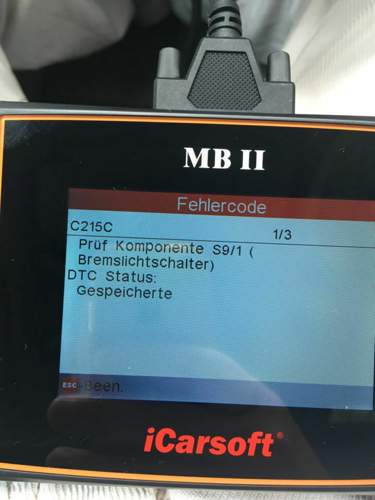 MB II
Fehlercode
C215C 1/3
Prüf Komponente S9/1 (
Bremslichtschalter)
DTC Status:
Gespeicherte
ESC Been.
iCarsoft®